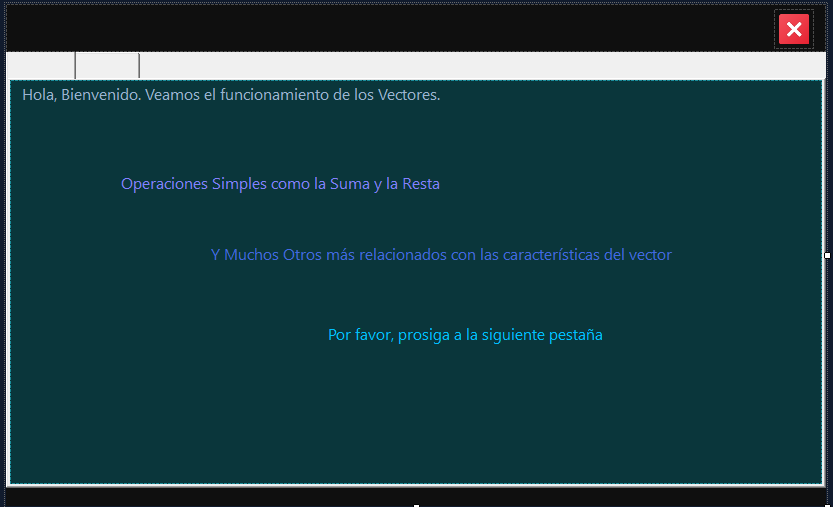 Hola, Bienvenido. Veamos el funcionamiento de los Vectores.
Operaciones Simples como la Suma y la Resta
Y Muchos Otros más relacionados con las características del vector
Por favor, prosiga a la siguiente pestaña